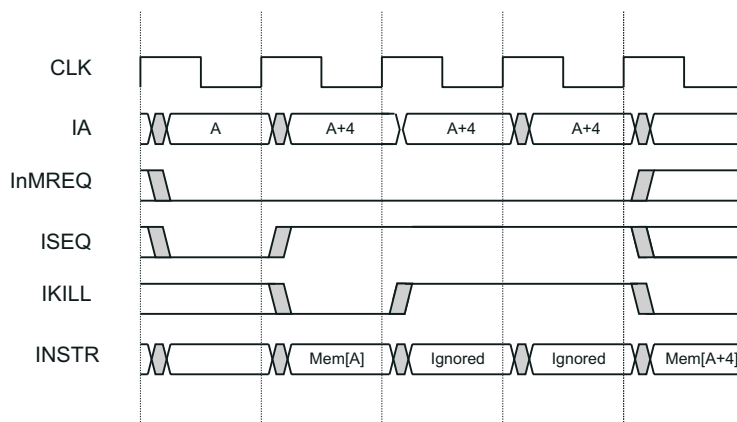 CLK
IA A A+4 A+4 A+4
InMREQ
ISEQ
IKILL
INSTR Mem[A] Ignored Ignored Mem[A+4]